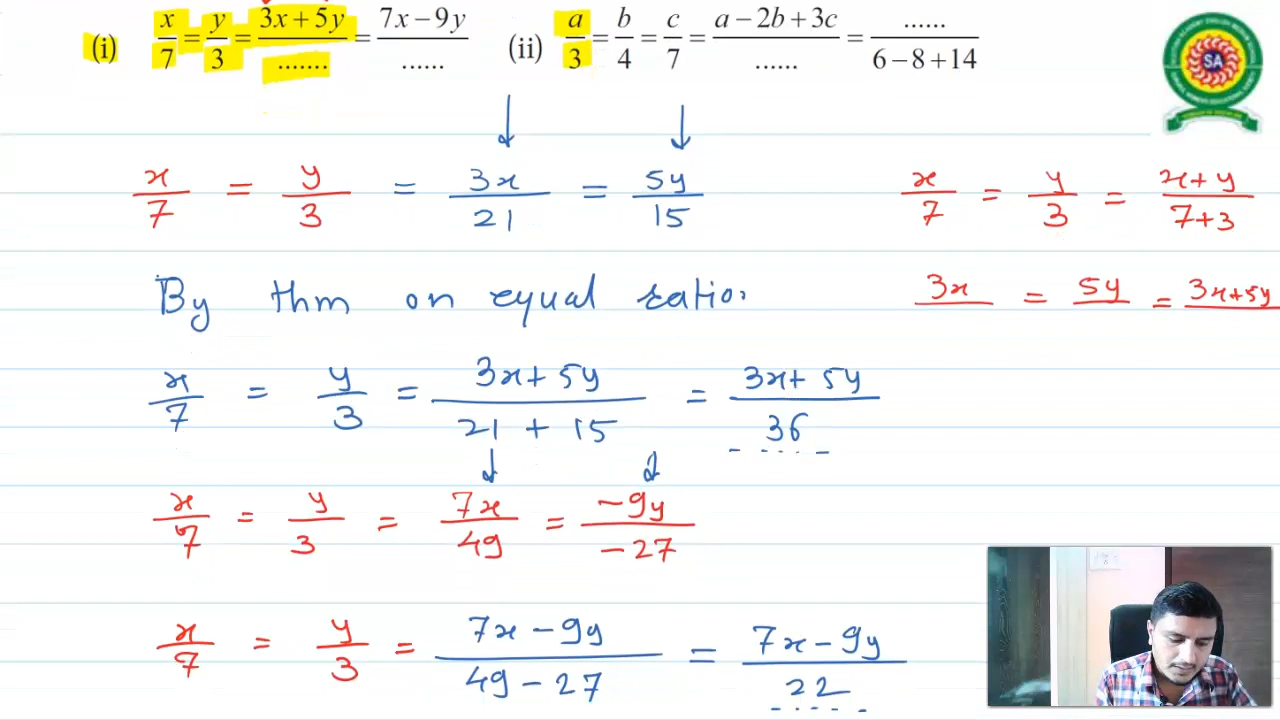 (i) x/7 = y/3 = 3x+5y/....... = 7x−9y/...... (ii) a/3 = b/4 = c/7 = a−2b+3c/...... = ....../6−8+14
SA
x/7 = y/3 = 3x/21 = 5y/15
x/7 = y/3 = x+y/7+3
By thm on equal ratio.
3x = 5y = 3x+5y
x/7 = y/3 = 3x+5y/21+15 = 3x+5y/36
x/7 = y/3 = 7x/49 = -9y/-27
x/7 = y/3 = 7x-9y/49-27 = 7x-9y/22